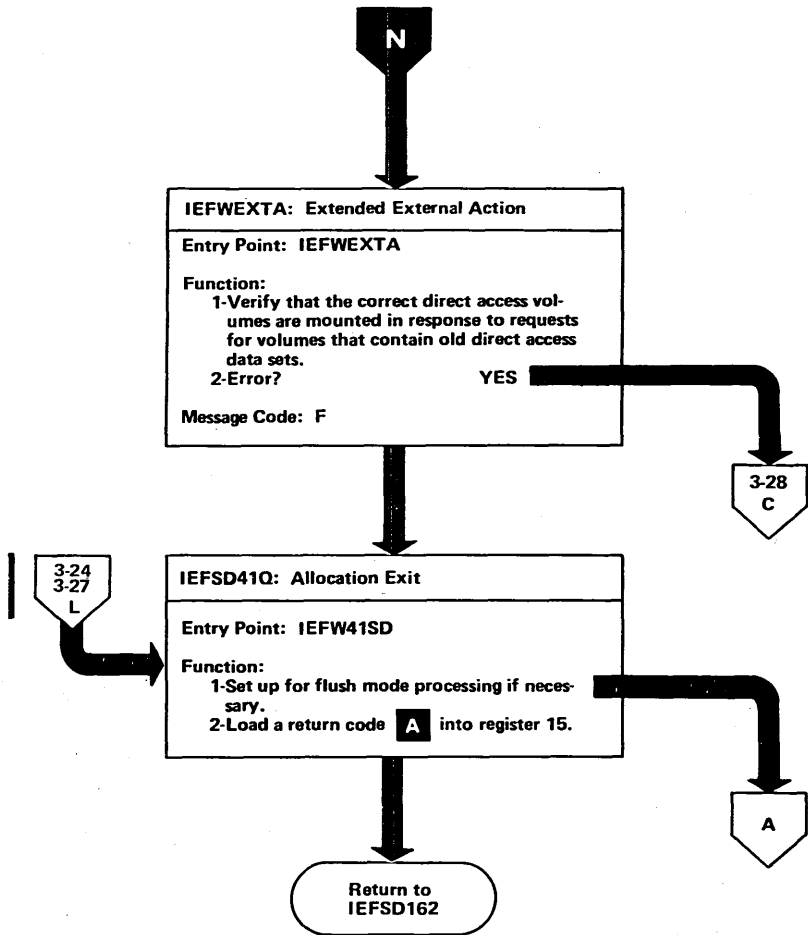 N
IEFWEXTA: Extended External Action
Entry Point: IEFWEXTA
Function:
1-Verify that the correct direct access vol-
umes are mounted in response to requests
for volumes that contain old direct access
data sets.
2-Error? YES
Message Code: F
3-28
C
3-24
3-27
L
IEFSD41Q: Allocation Exit
Entry Point: IEFW41SD
Function:
1-Set up for flush mode processing if neces-
sary.
2-Load a return code A into register 15.
A
Return to
IEFSD162